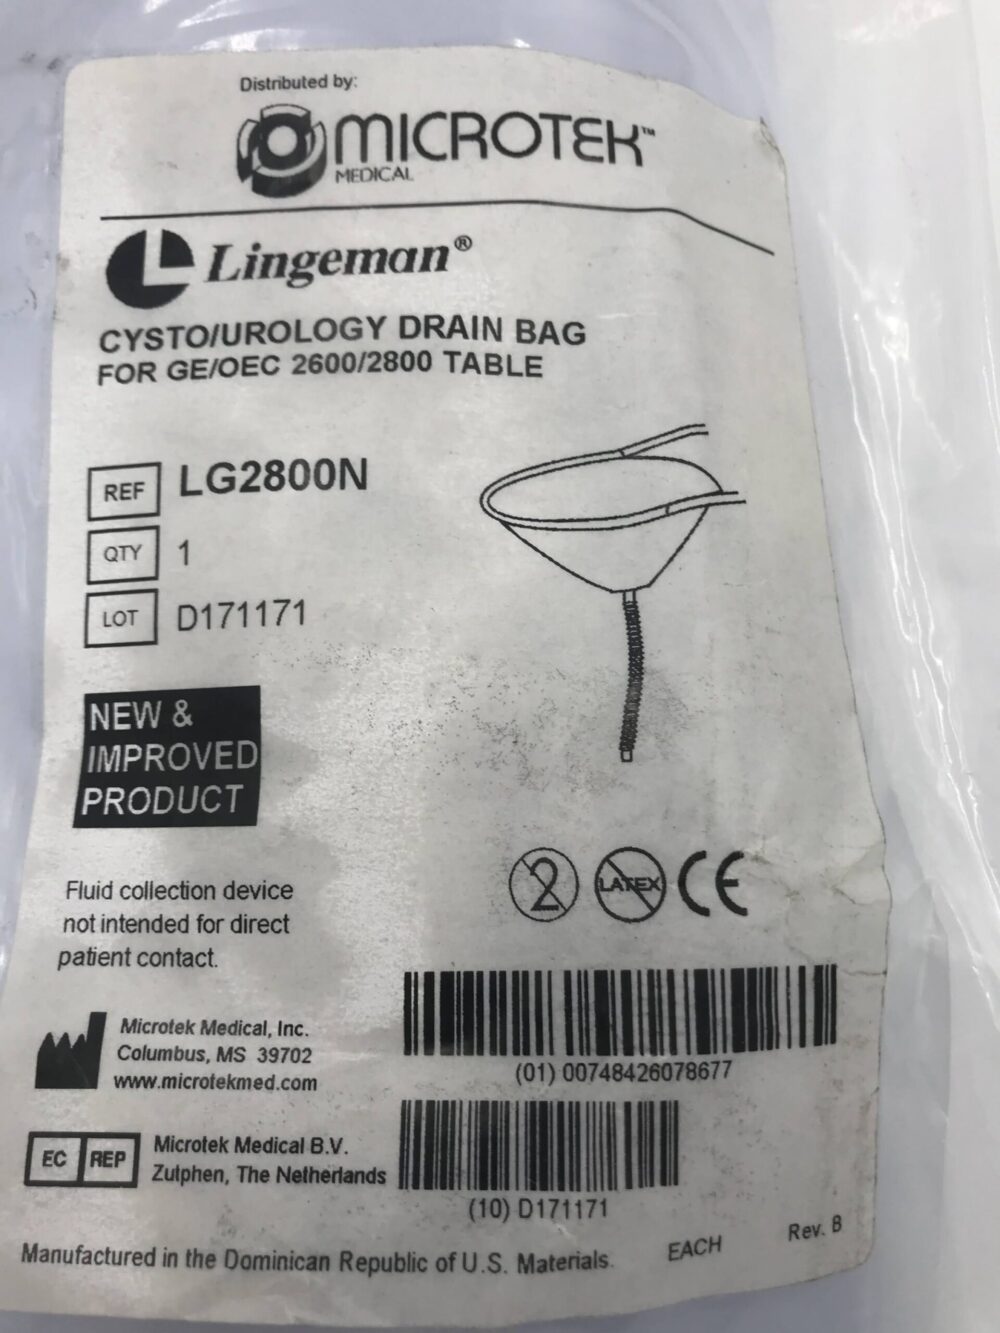 Distributed by:
MICROTEK™
MEDICAL
Lingeman®
CYSTO/UROLOGY DRAIN BAG
FOR GE/OEC 2600/2800 TABLE
REF LG2800N
QTY 1
LOT D171171
NEW &
IMPROVED
PRODUCT
2 LATEX CE
Fluid collection device
not intended for direct
patient contact.
Microtek Medical, Inc.
Columbus, MS 39702
www.microtekmed.com
(01) 00748426078677
EC REP
Microtek Medical B.V.
Zutphen, The Netherlands
(10) D171171
Manufactured in the Dominican Republic of U.S. Materials.
EACH
Rev. B